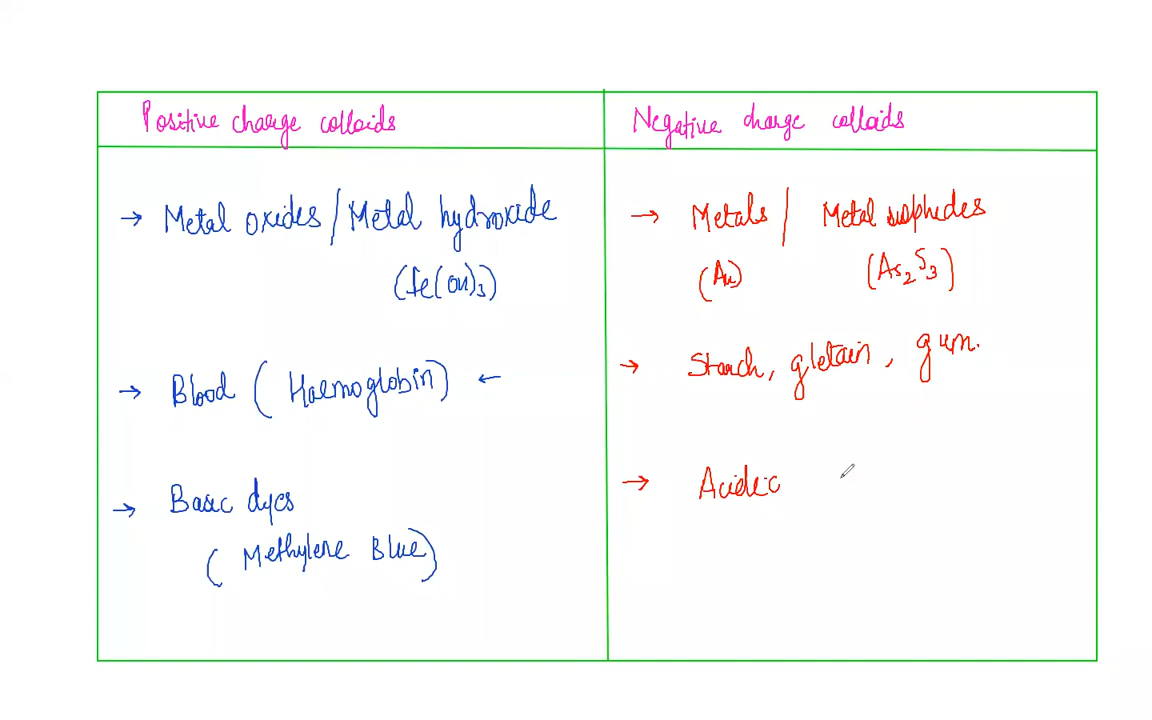 Positive charge colloids
Negative charge colloids
→ Metal oxides / Metal hydroxide
(Fe(OH)3)
→ Blood (Haemoglobin) ←
→ Basic dyes
(Methylene Blue)
→ Metals / Metal sulphides
(Au) (As2S3)
→ Starch, gletain, gum.
→ Acidic